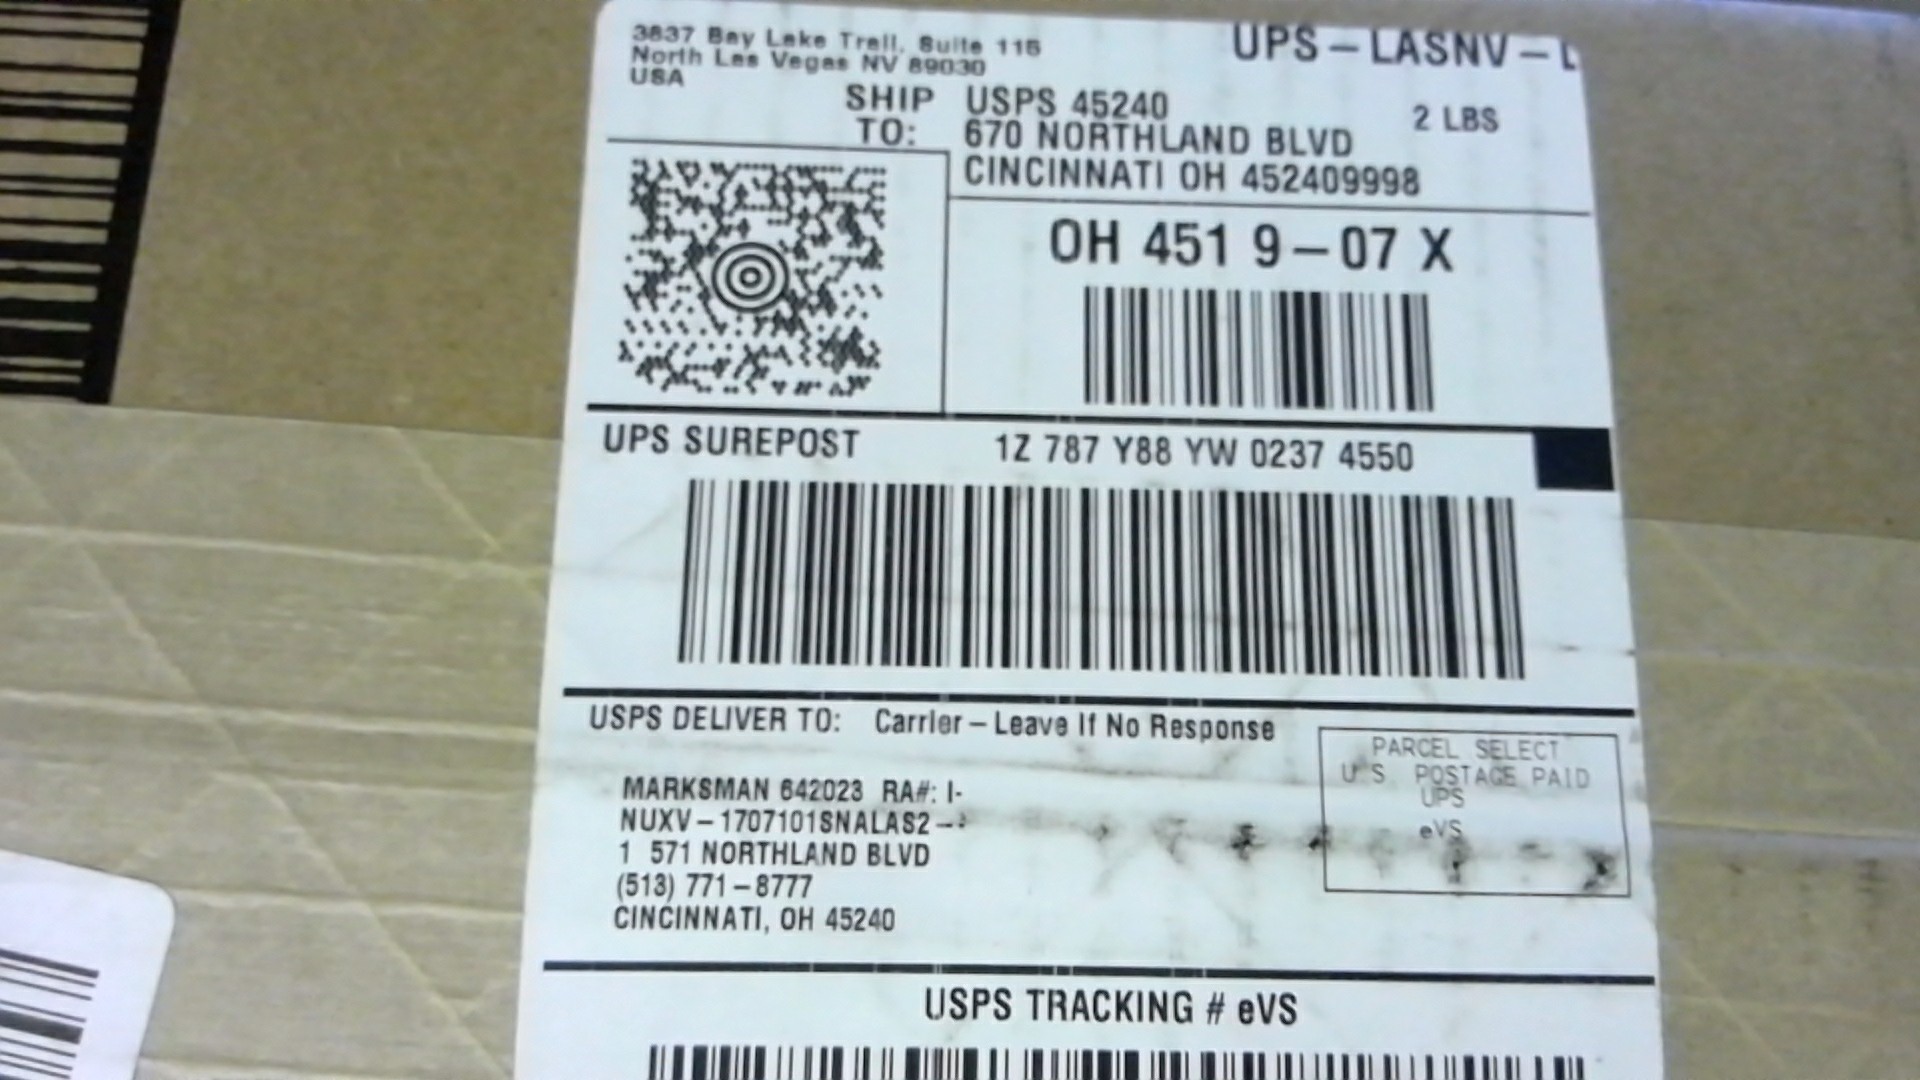 3837 Bay Lake Trail, Suite 115
North Las Vegas NV 89030
USA
UPS-LASNV-L
SHIP TO:
USPS 45240
670 NORTHLAND BLVD
CINCINNATI OH 452409998
2 LBS
OH 451 9-07 X
UPS SUREPOST
1Z 787 Y88 YW 0237 4550
USPS DELIVER TO: Carrier - Leave If No Response
MARKSMAN 642023 RA#: I-
NUXV-1707101SNALAS2-
1 571 NORTHLAND BLVD
(513) 771-8777
CINCINNATI, OH 45240
PARCEL SELECT
U S POSTAGE PAID
UPS
eVS
USPS TRACKING # eVS